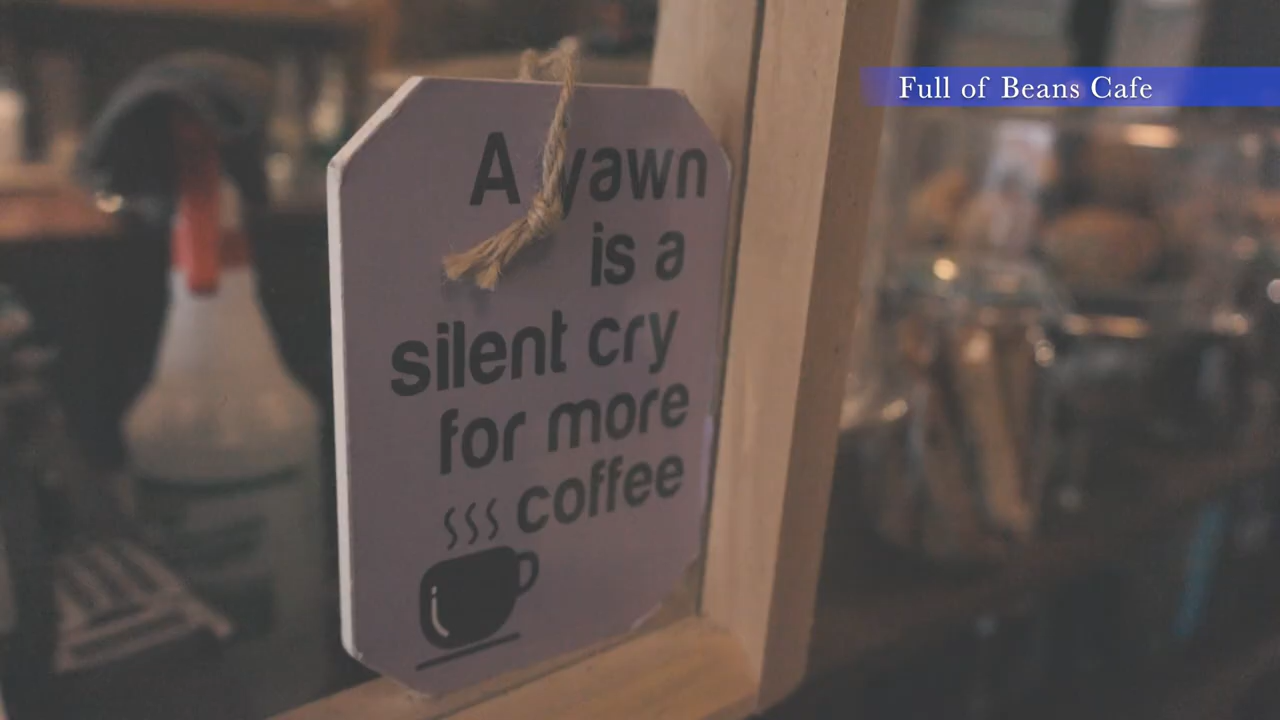 Full of Beans Cafe
A yawn
is a
silent cry
for more
coffee